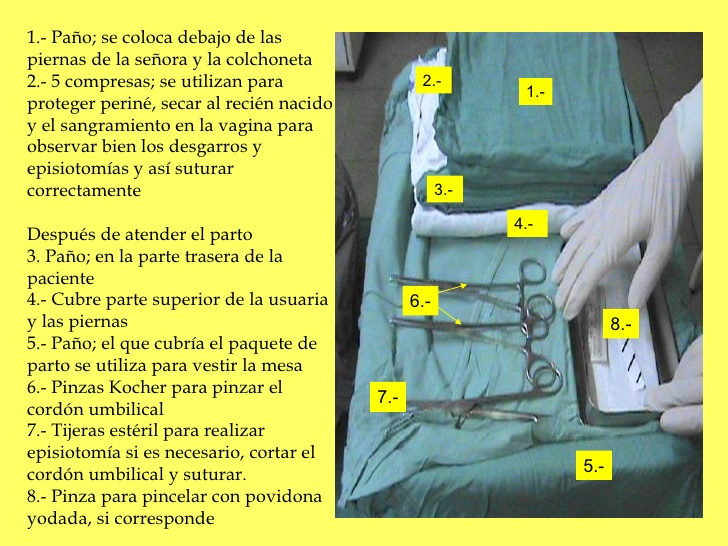 1.- Paño; se coloca debajo de las
piernas de la señora y la colchoneta
2.- 5 compresas; se utilizan para
proteger periné, secar al recién nacido
y el sangramiento en la vagina para
observar bien los desgarros y
episiotomías y así suturar
correctamente
Después de atender el parto
3. Paño; en la parte trasera de la
paciente
4.- Cubre parte superior de la usuaria
y las piernas
5.- Paño; el que cubría el paquete de
parto se utiliza para vestir la mesa
6.- Pinzas Kocher para pinzar el
cordón umbilical
7.- Tijeras estéril para realizar
episiotomía si es necesario, cortar el
cordón umbilical y suturar.
8.- Pinza para pincelar con povidona
yodada, si corresponde
2.-
1.-
3.-
4.-
6.-
8.-
7.-
5.-